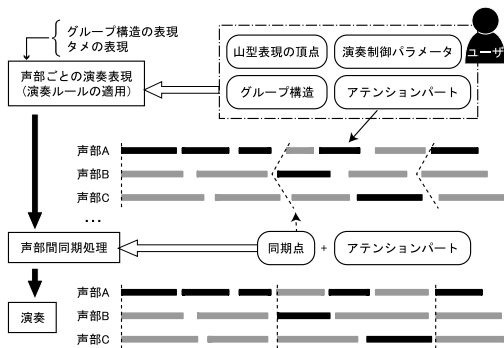 グループ構造の表現
タメの表現
声部ごとの演奏表現
（演奏ルールの適用）
山型表現の頂点
演奏制御パラメータ
ユーザ
グループ構造
アテンションパート
声部A
声部B
声部C
…
声部間同期処理
同期点
+
アテンションパート
演奏
声部A
声部B
声部C